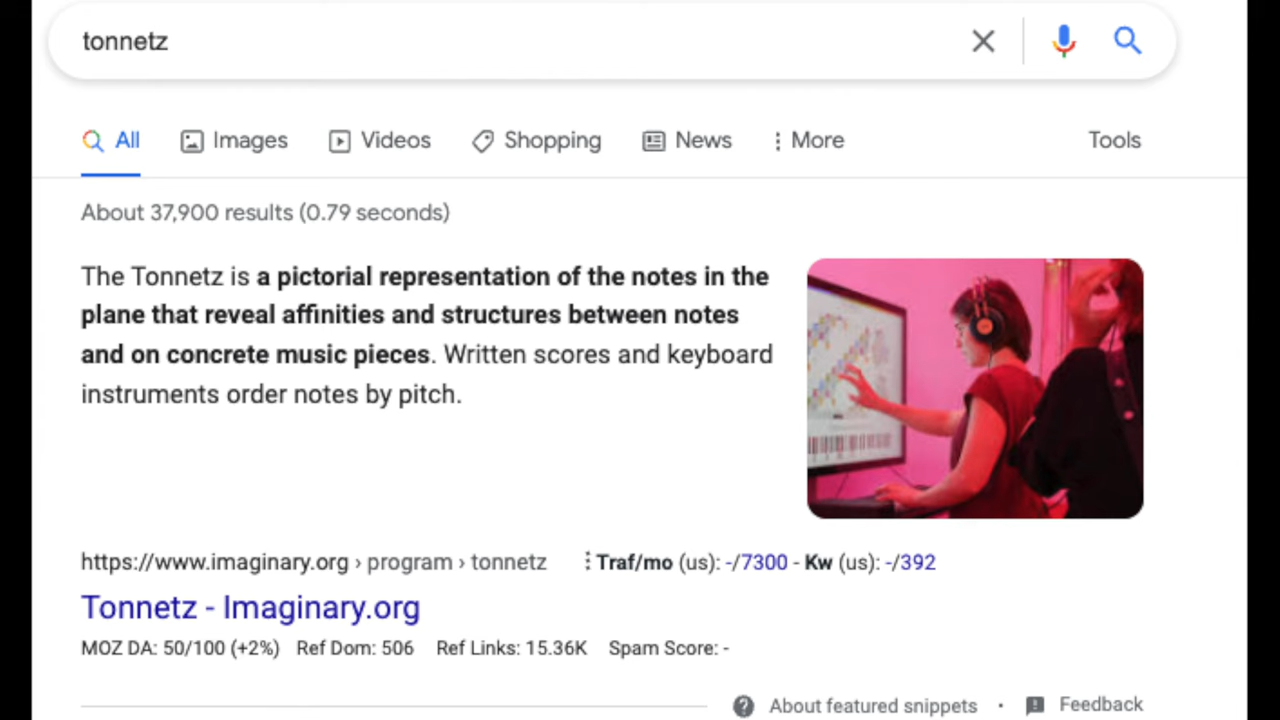 tonnetz
All Images Videos Shopping News More Tools
About 37,900 results (0.79 seconds)
The Tonnetz is a pictorial representation of the notes in the
plane that reveal affinities and structures between notes
and on concrete music pieces. Written scores and keyboard
instruments order notes by pitch.
https://www.imaginary.org › program › tonnetz Traf/mo (us): -/7300 - Kw (us): -/392
Tonnetz - Imaginary.org
MOZ DA: 50/100 (+2%) Ref Dom: 506 Ref Links: 15.36K Spam Score: -
About featured snippets • Feedback